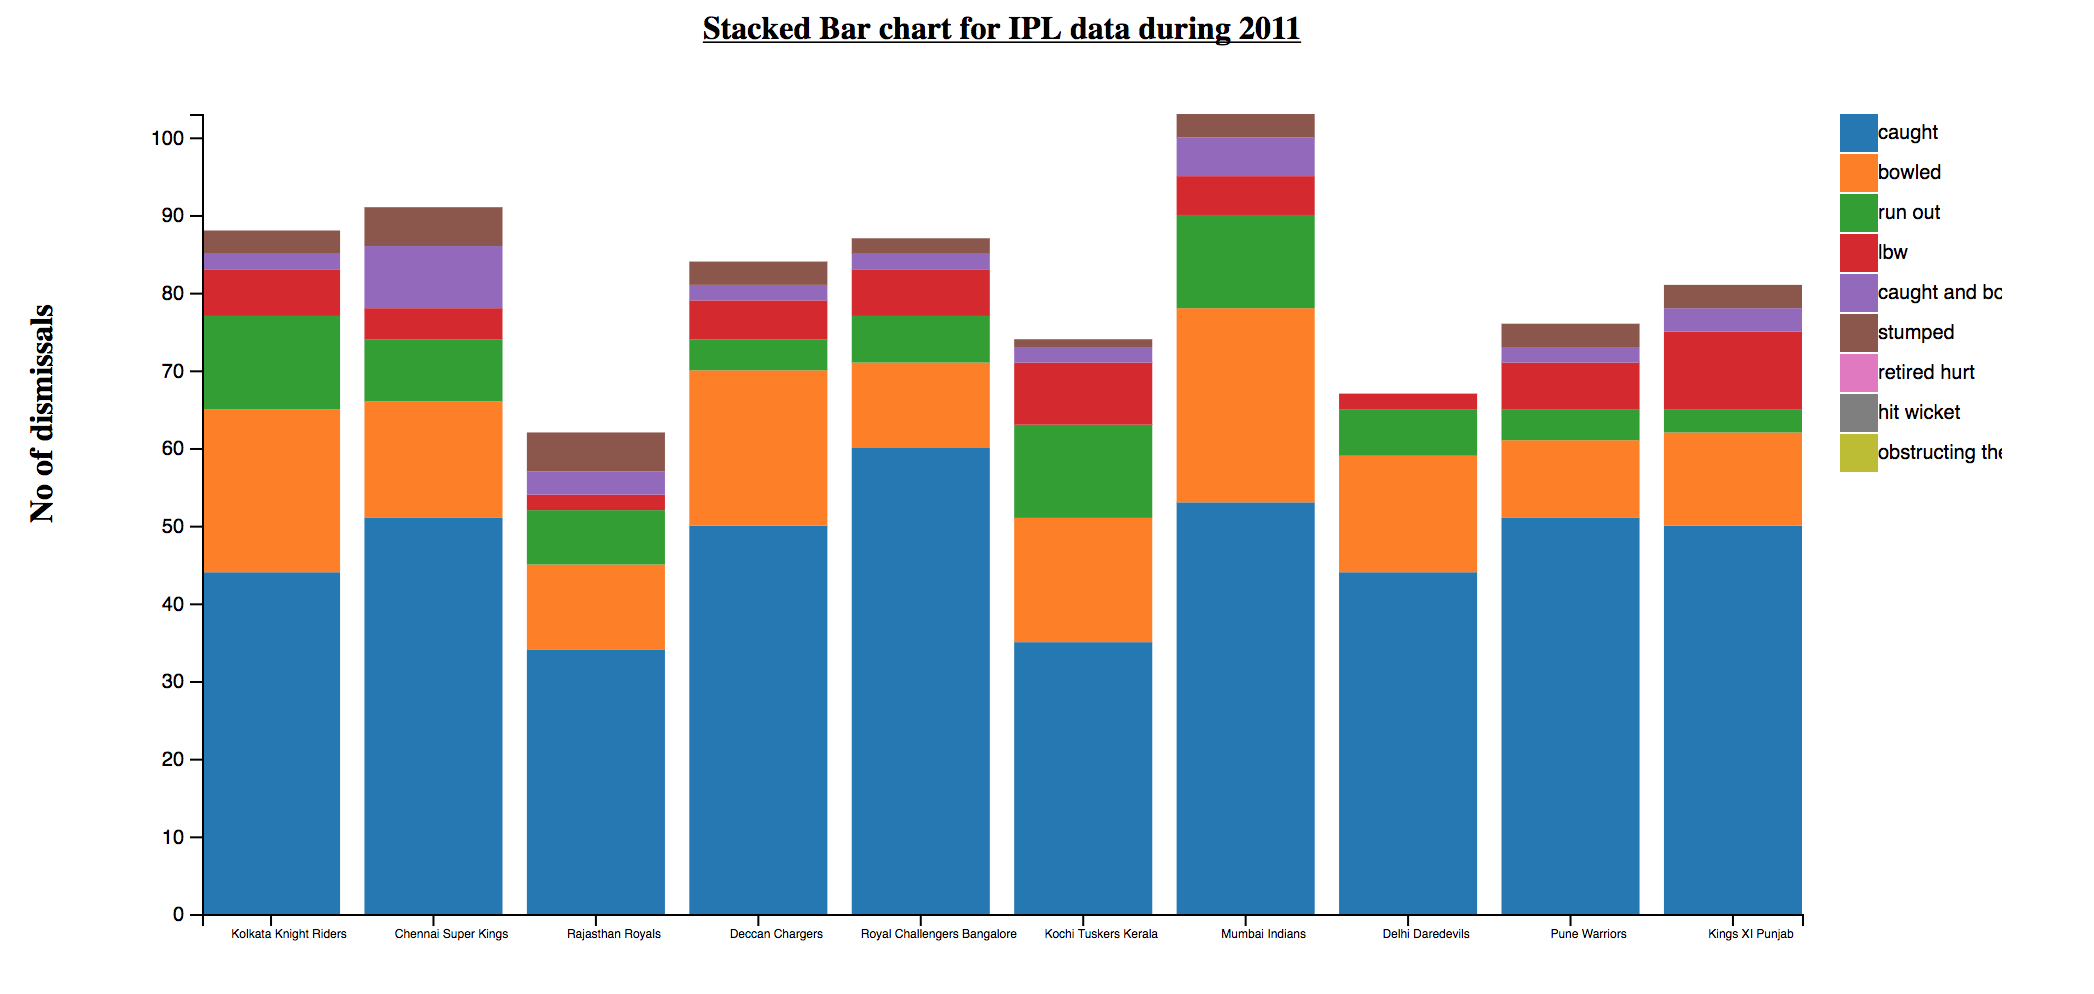 Stacked Bar chart for IPL data during 2011
No of dismissals
100
90
80
70
60
50
40
30
20
10
0
Kolkata Knight Riders
Chennai Super Kings
Rajasthan Royals
Deccan Chargers
Royal Challengers Bangalore
Kochi Tuskers Kerala
Mumbai Indians
Delhi Daredevils
Pune Warriors
Kings XI Punjab
caught
bowled
run out
lbw
caught and bo
stumped
retired hurt
hit wicket
obstructing the